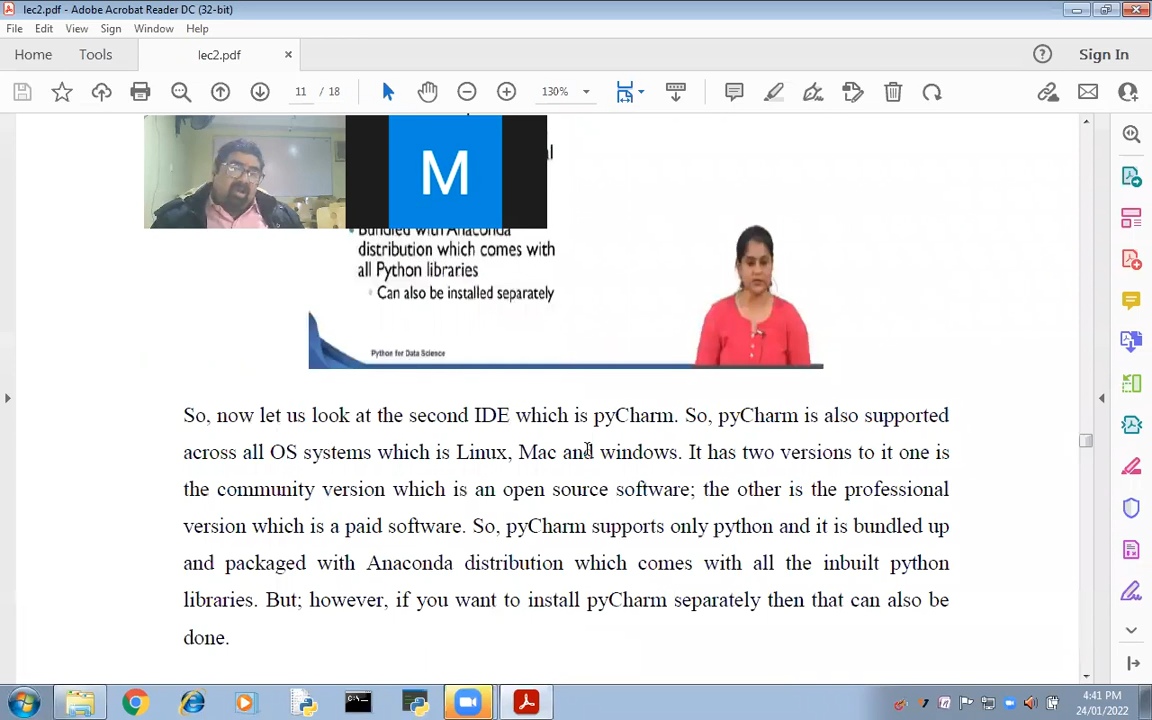 lec2.pdf - Adobe Acrobat Reader DC (32-bit)
File Edit View Sign Window Help
Home Tools lec2.pdf × Sign In
11 / 18 130%
M
al
Bundled with Anaconda
distribution which comes with
all Python libraries
Can also be installed separately
Python for Data Science
So, now let us look at the second IDE which is pyCharm. So, pyCharm is also supported
across all OS systems which is Linux, Mac and windows. It has two versions to it one is
the community version which is an open source software; the other is the professional
version which is a paid software. So, pyCharm supports only python and it is bundled up
and packaged with Anaconda distribution which comes with all the inbuilt python
libraries. But; however, if you want to install pyCharm separately then that can also be
done.
4:41 PM
24/01/2022